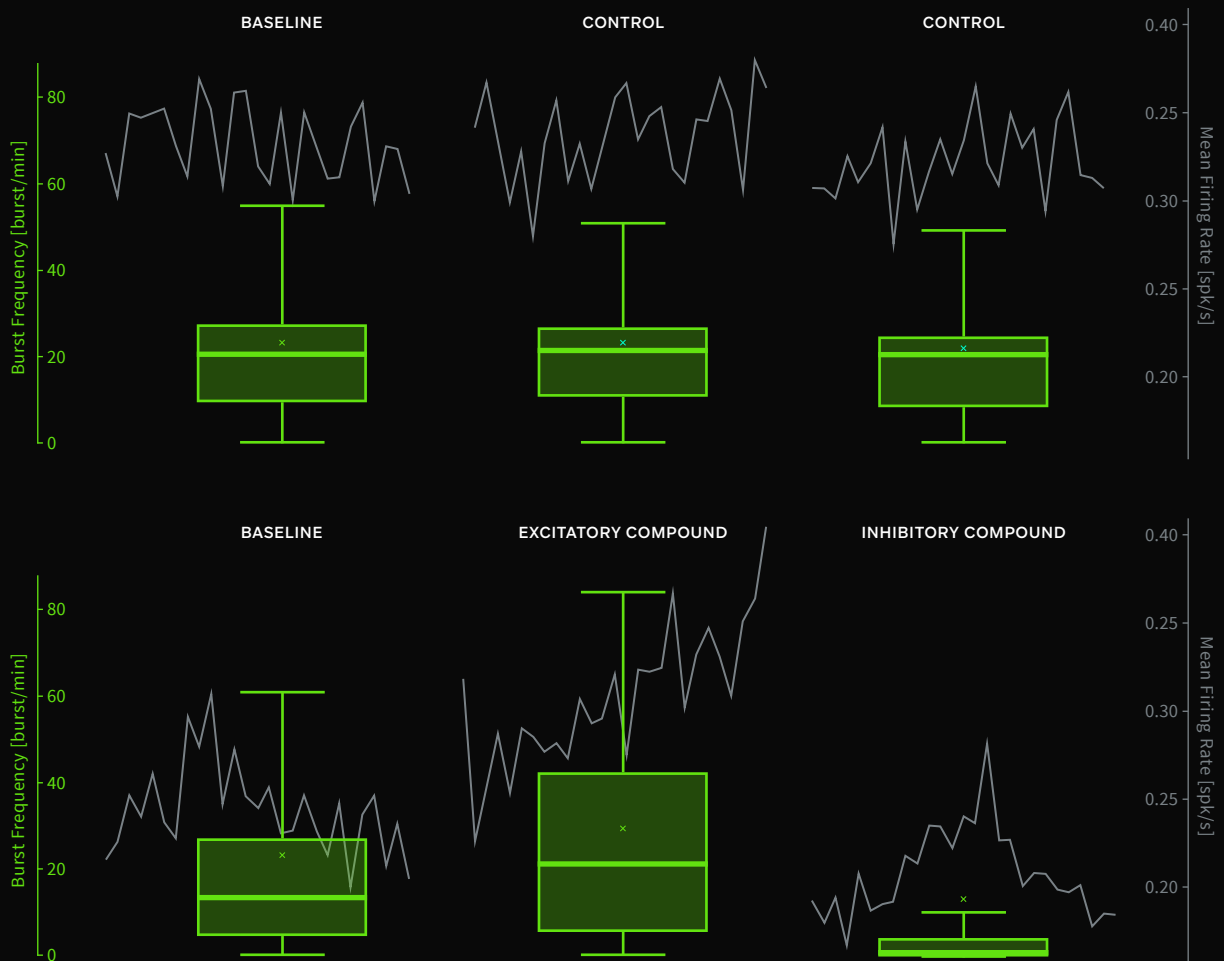 BASELINE
CONTROL
CONTROL
Burst Frequency [burst/min]
80
60
40
20
0
0.40
0.25
0.30
0.25
0.20
Mean Firing Rate [spk/s]
BASELINE
EXCITATORY COMPOUND
INHIBITORY COMPOUND
Burst Frequency [burst/min]
80
60
40
20
0
0.40
0.25
0.30
0.25
0.20
Mean Firing Rate [spk/s]